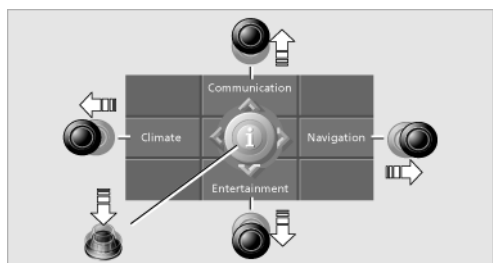 Communication
Climate
i
Navigation
Entertainment